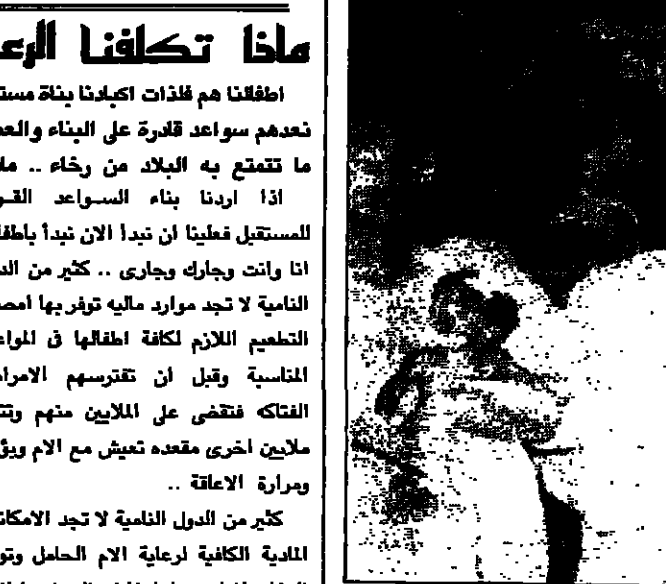 ماذا تكلفنا الرع
اطفالنا هم فلذات اكبادنا بناة مست
نعدهم سواعد قادرة على البناء والعم
ما تتمتع به البلاد من رخاء .. ما
اذا اردنا بناء السواعد القو
للمستقبل فعلينا ان نبدأ الان نبدأ باطفا
انا وانت وجارك وجارى .. كثير من الد
النامية لا تجد موارد ماليه توفر بها امص
التطعيم اللازم لكافة اطفالها فى المواع
المناسبة وقبل ان تفترسهم الامرا
الفتاكه فتقضى على الملايين منهم وتت
ملايين اخرى مقعده تعيش مع الام وبؤ
ومرارة الاعاقة ..
كثير من الدول النامية لا تجد الامكان
المادية الكافية لرعاية الام الحامل وتو